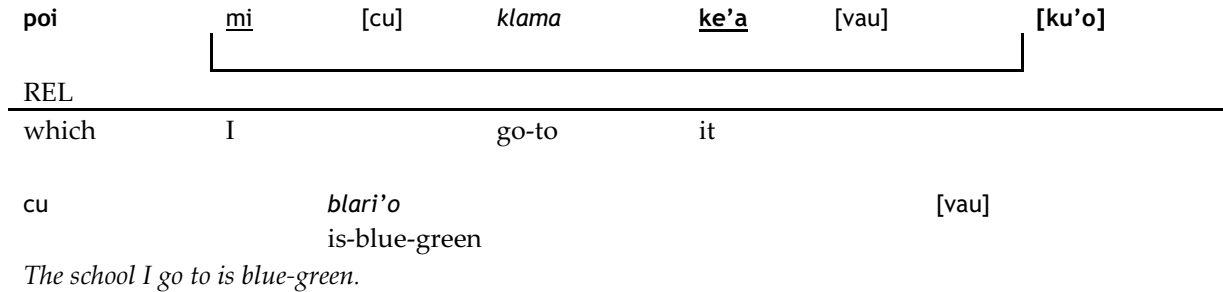 poi mi [cu] klama ke’a [vau] [ku’o]
REL
which I go-to it
cu blari’o [vau]
is-blue-green
The school I go to is blue-green.